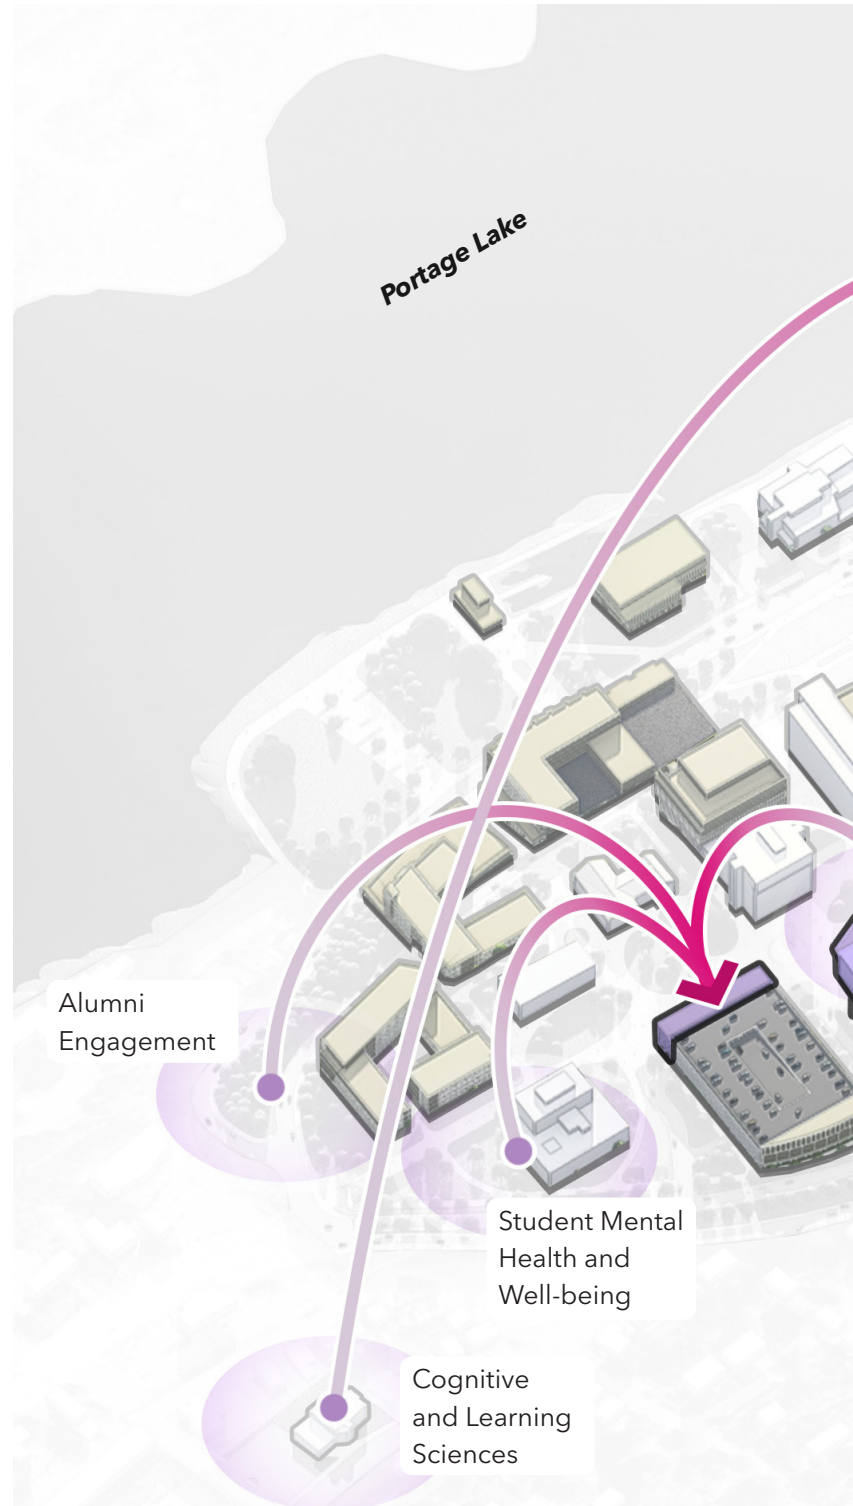 Portage Lake
Alumni
Engagement
Student Mental
Health and
Well-being
Cognitive
and Learning
Sciences